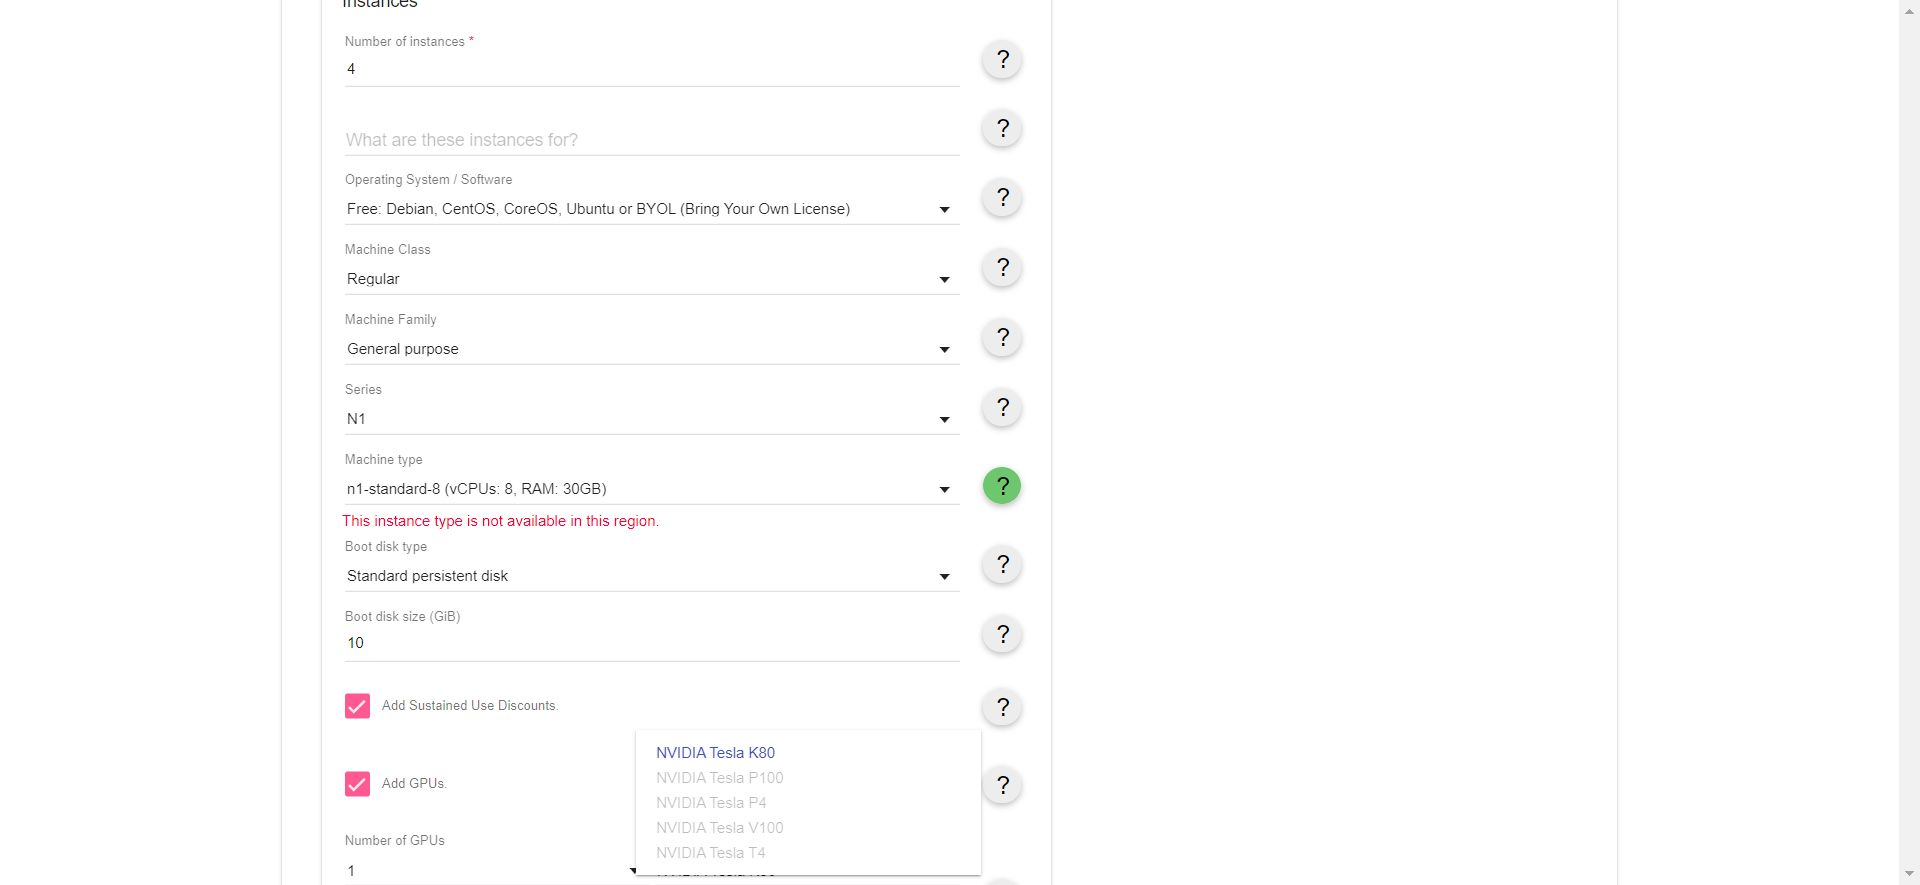 Instances
Number of instances *
4
?
What are these instances for?
?
Operating System / Software
Free: Debian, CentOS, CoreOS, Ubuntu or BYOL (Bring Your Own License)
?
Machine Class
Regular
?
Machine Family
General purpose
?
Series
N1
?
Machine type
n1-standard-8 (vCPUs: 8, RAM: 30GB)
?
This instance type is not available in this region.
Boot disk type
Standard persistent disk
?
Boot disk size (GiB)
10
?
Add Sustained Use Discounts.
?
NVIDIA Tesla K80
NVIDIA Tesla P100
NVIDIA Tesla P4
NVIDIA Tesla V100
NVIDIA Tesla T4
Add GPUs.
?
Number of GPUs
1